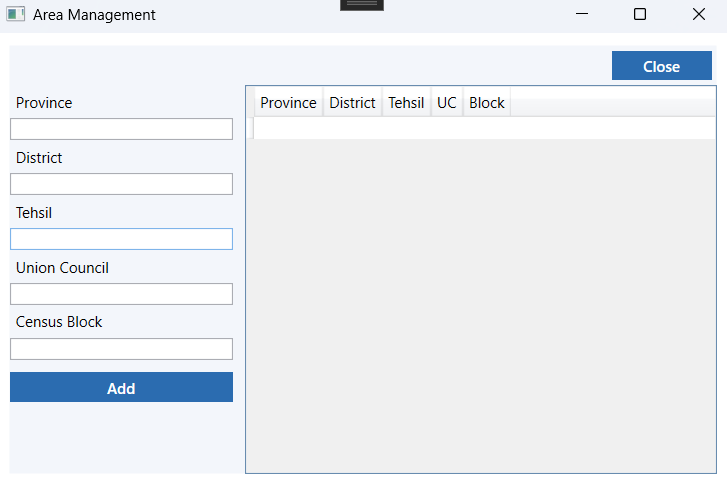 Area Management
Close
Province
District
Tehsil
Union Council
Census Block
Add
Province District Tehsil UC Block